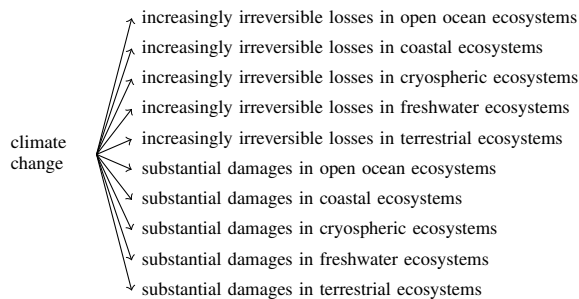 increasingly irreversible losses in open ocean ecosystems
increasingly irreversible losses in coastal ecosystems
increasingly irreversible losses in cryospheric ecosystems
increasingly irreversible losses in freshwater ecosystems
climate
change
increasingly irreversible losses in terrestrial ecosystems
substantial damages in open ocean ecosystems
substantial damages in coastal ecosystems
substantial damages in cryospheric ecosystems
substantial damages in freshwater ecosystems
substantial damages in terrestrial ecosystems